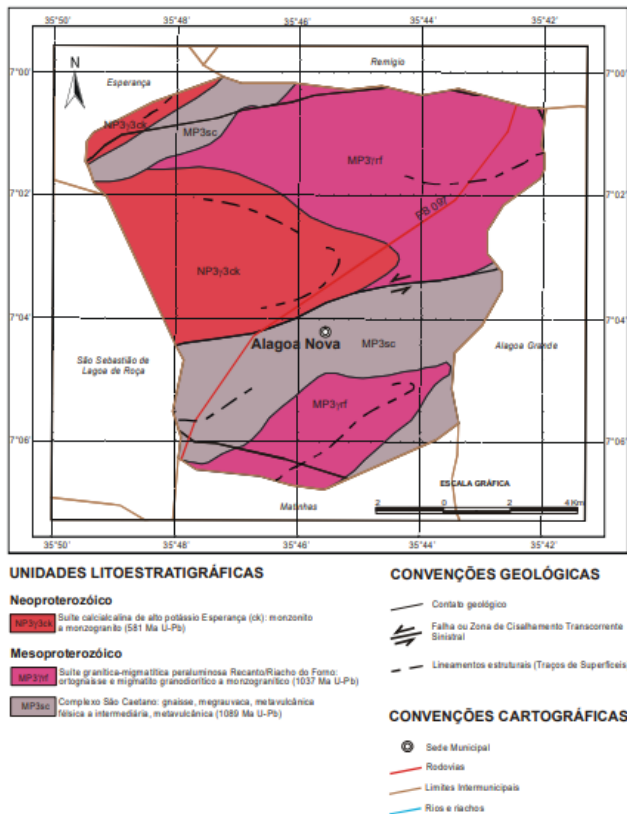 35°50' 35°48' 35°46' 35°44' 35°42'
7°00' 7°00'
N
Esperança
Remígio
NP3γ3ck
MP3sc
MP3γrf
7°02' 7°02'
PB 097
NP3γ3ck
7°04' 7°04'
Alagoa Nova
MP3sc
São Sebastião de
Lagoa de Roça
Alagoa Grande
MP3γrf
7°06' 7°06'
ESCALA GRÁFICA
2 0 2 4 Km
Matinhas
35°50' 35°48' 35°46' 35°44' 35°42'
UNIDADES LITOESTRATIGRÁFICAS
Neoproterozóico
NP3γ3ck Suíte calcialcalina de alto potássio Esperança (ck): monzonito
a monzogranito (581 Ma U-Pb)
Mesoproterozóico
MP3γrf Suíte granítica-migmatítica peraluminosa Recanto/Riacho do Forno:
ortognaisse e migmatito granodiorítico a monzogranítico (1037 Ma U-Pb)
MP3sc Complexo São Caetano: gnaisse, megrauvaca, metavulcânica
félsica a intermediária, metavulcânica (1089 Ma U-Pb)
CONVENÇÕES GEOLÓGICAS
Contato geológico
Falha ou Zona de Cisalhamento Transcorrente
Sinistral
Lineamentos estruturais (Traços de Superfícies
CONVENÇÕES CARTOGRÁFICAS
Sede Municipal
Rodovias
Limites Intermunicipais
Rios e riachos